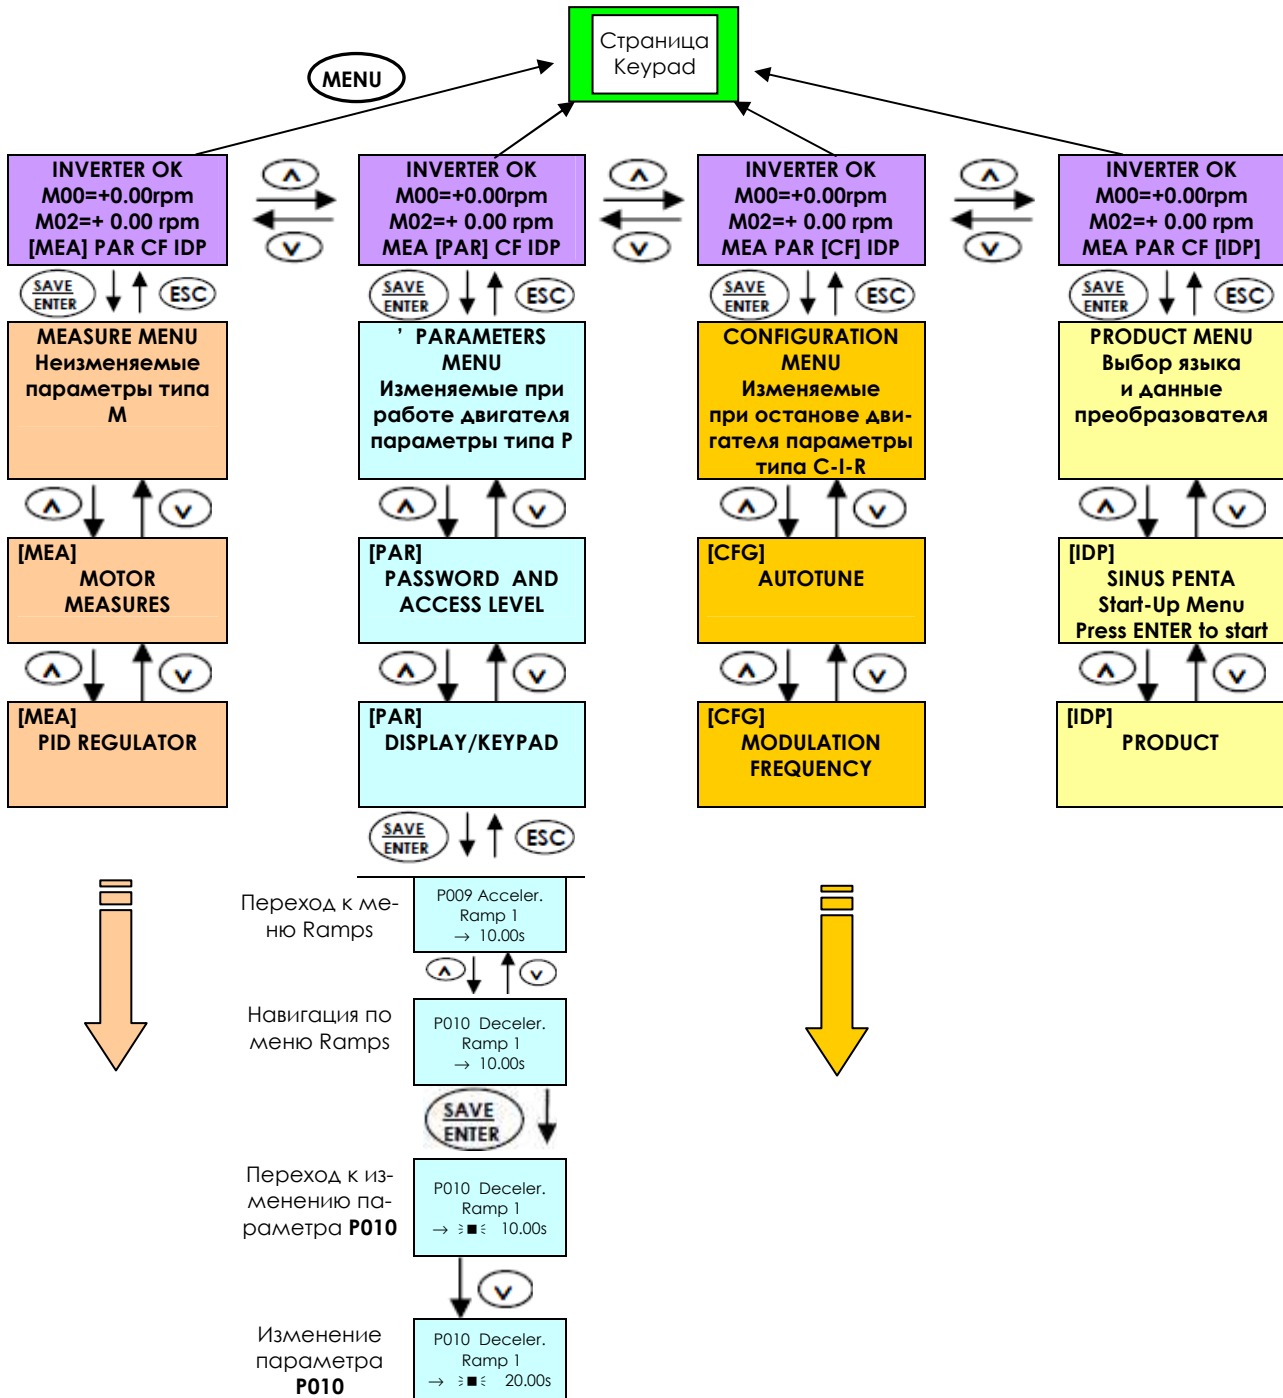 Страница
Keypad
MENU
INVERTER OK
M00=+0.00rpm
M02=+ 0.00 rpm
[MEA] PAR CF IDP
INVERTER OK
M00=+0.00rpm
M02=+ 0.00 rpm
MEA [PAR] CF IDP
INVERTER OK
M00=+0.00rpm
M02=+ 0.00 rpm
MEA PAR [CF] IDP
INVERTER OK
M00=+0.00rpm
M02=+ 0.00 rpm
MEA PAR CF [IDP]
SAVE
ENTER
ESC
SAVE
ENTER
ESC
SAVE
ENTER
ESC
SAVE
ENTER
ESC
MEASURE MENU
Неизменяемые
параметры типа
М
' PARAMETERS
MENU
Изменяемые при
работе двигателя
параметры типа Р
CONFIGURATION
MENU
Изменяемые
при останове дви-
гателя параметры
типа C-I-R
PRODUCT MENU
Выбор языка
и данные
преобразователя
[MEA]
MOTOR
MEASURES
[PAR]
PASSWORD AND
ACCESS LEVEL
[CFG]
AUTOTUNE
[IDP]
SINUS PENTA
Start-Up Menu
Press ENTER to start
[MEA]
PID REGULATOR
[PAR]
DISPLAY/KEYPAD
[CFG]
MODULATION
FREQUENCY
[IDP]
PRODUCT
SAVE
ENTER
ESC
Переход к ме-
ню Ramps
P009 Acceler.
Ramp 1
→ 10.00s
Навигация по
меню Ramps
P010 Deceler.
Ramp 1
→ 10.00s
SAVE
ENTER
Переход к из-
менению па-
раметра P010
P010 Deceler.
Ramp 1
→ 10.00s
Изменение
параметра
P010
P010 Deceler.
Ramp 1
→ 20.00s